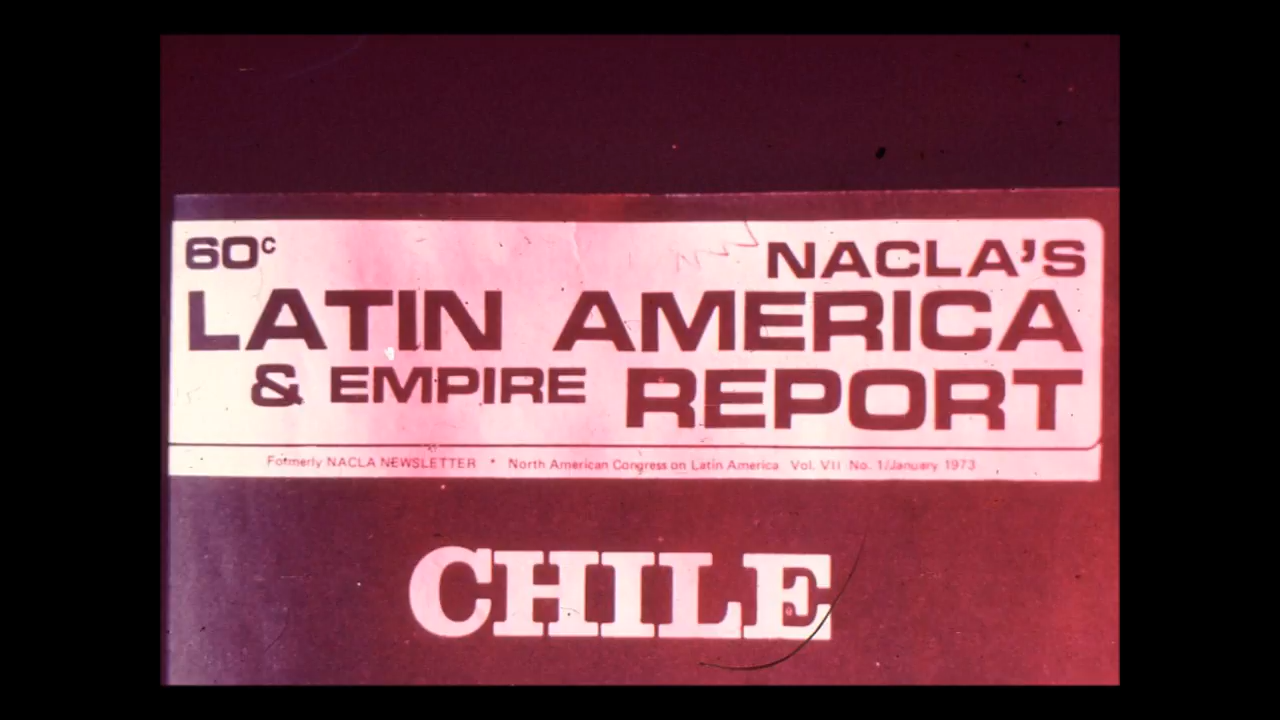 60c
NACLA'S
LATIN AMERICA
& EMPIRE REPORT
Formerly NACLA NEWSLETTER * North American Congress on Latin America Vol. VII No. 1/January 1973
CHILE